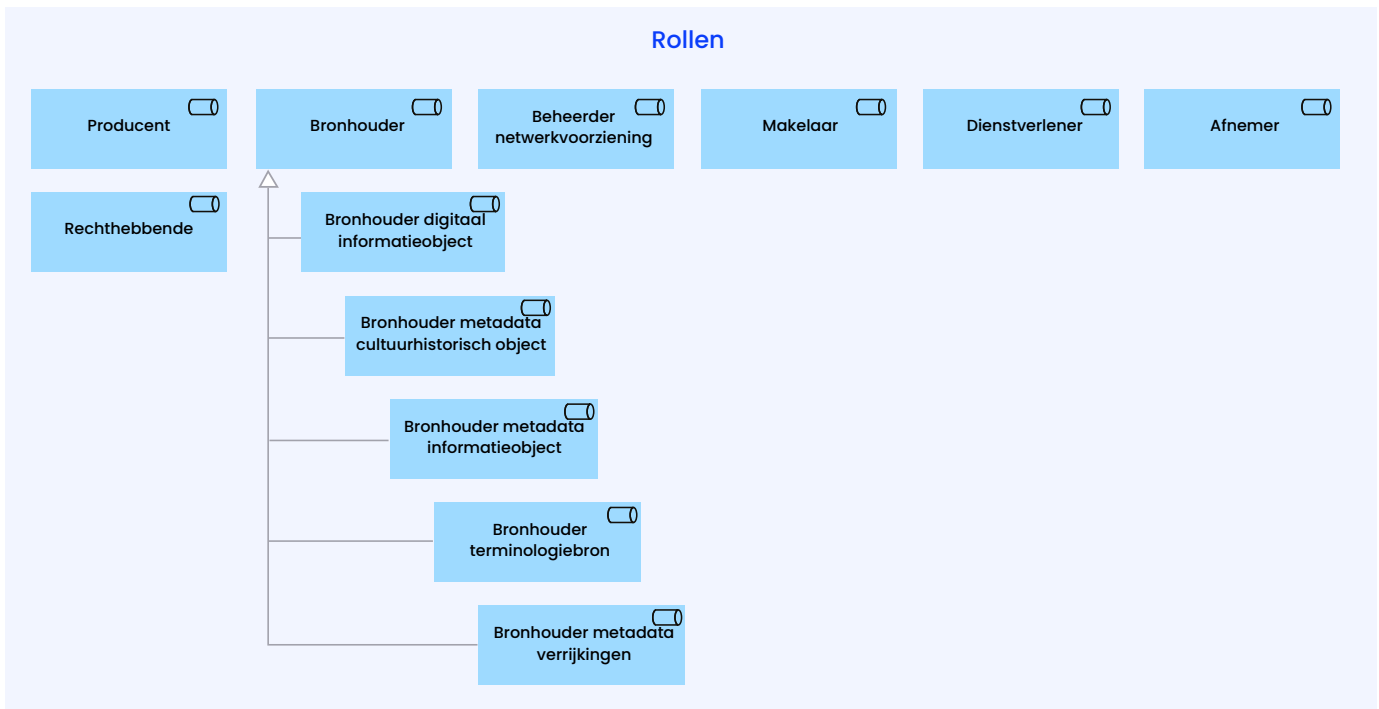 Rollen
Producent
Bronhouder
Beheerder
netwerkvoorziening
Makelaar
Dienstverlener
Afnemer
Rechthebbende
Bronhouder digitaal
informatieobject
Bronhouder metadata
cultuurhistorisch object
Bronhouder metadata
informatieobject
Bronhouder
terminologiebron
Bronhouder metadata
verrijkingen